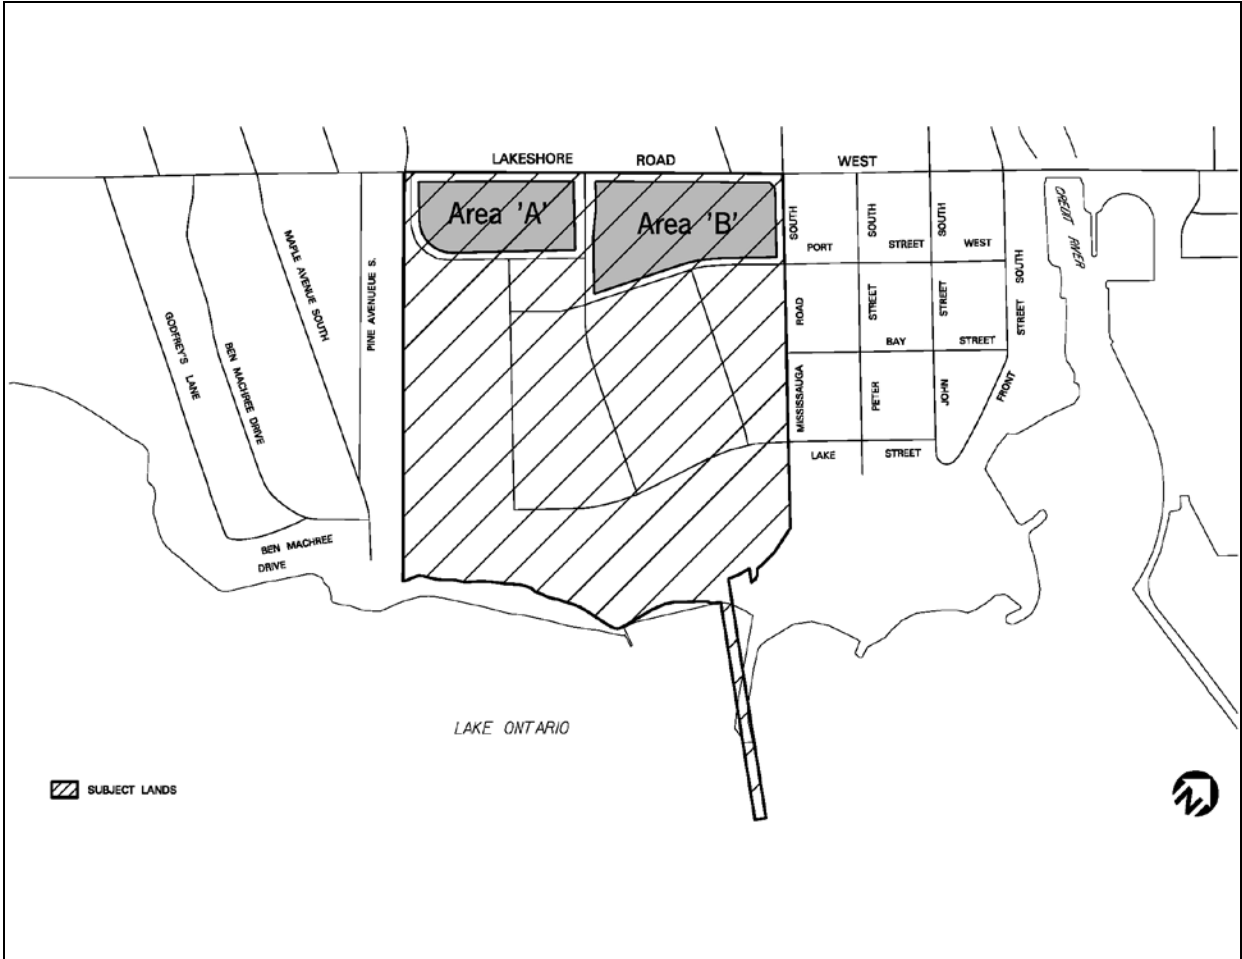 LAKESHORE ROAD WEST
Area 'A'
Area 'B'
GODFREY'S LANE
BEN MACHREE DRIVE
MAPLE AVENUE SOUTH
PINE AVENUEUE S.
BEN MACHREE
DRIVE
MISSISSAUGA ROAD SOUTH
PETER STREET SOUTH
JOHN STREET SOUTH
FRONT STREET SOUTH
PORT STREET WEST
BAY STREET
LAKE STREET
CREDIT RIVER
LAKE ONTARIO
SUBJECT LANDS
N